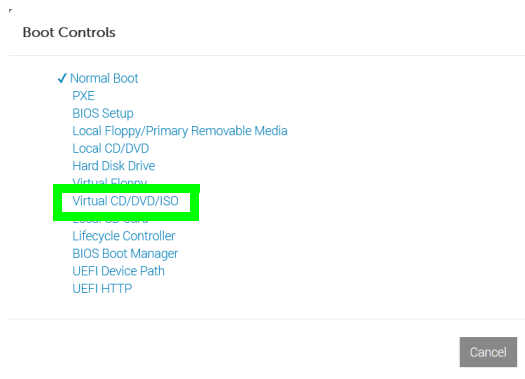 Boot Controls
✓ Normal Boot
PXE
BIOS Setup
Local Floppy/Primary Removable Media
Local CD/DVD
Hard Disk Drive
Virtual Floppy
Virtual CD/DVD/ISO
Local SD Card
Lifecycle Controller
BIOS Boot Manager
UEFI Device Path
UEFI HTTP
Cancel